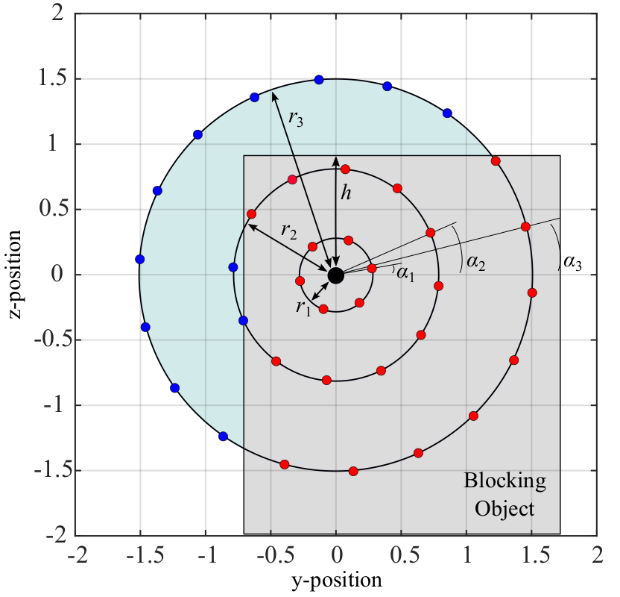 2
1.5
1
0.5
0
-0.5
-1
-1.5
-2
z-position
r3
h
r2
r1
α1
α2
α3
Blocking
Object
-2 -1.5 -1 -0.5 0 0.5 1 1.5 2
y-position